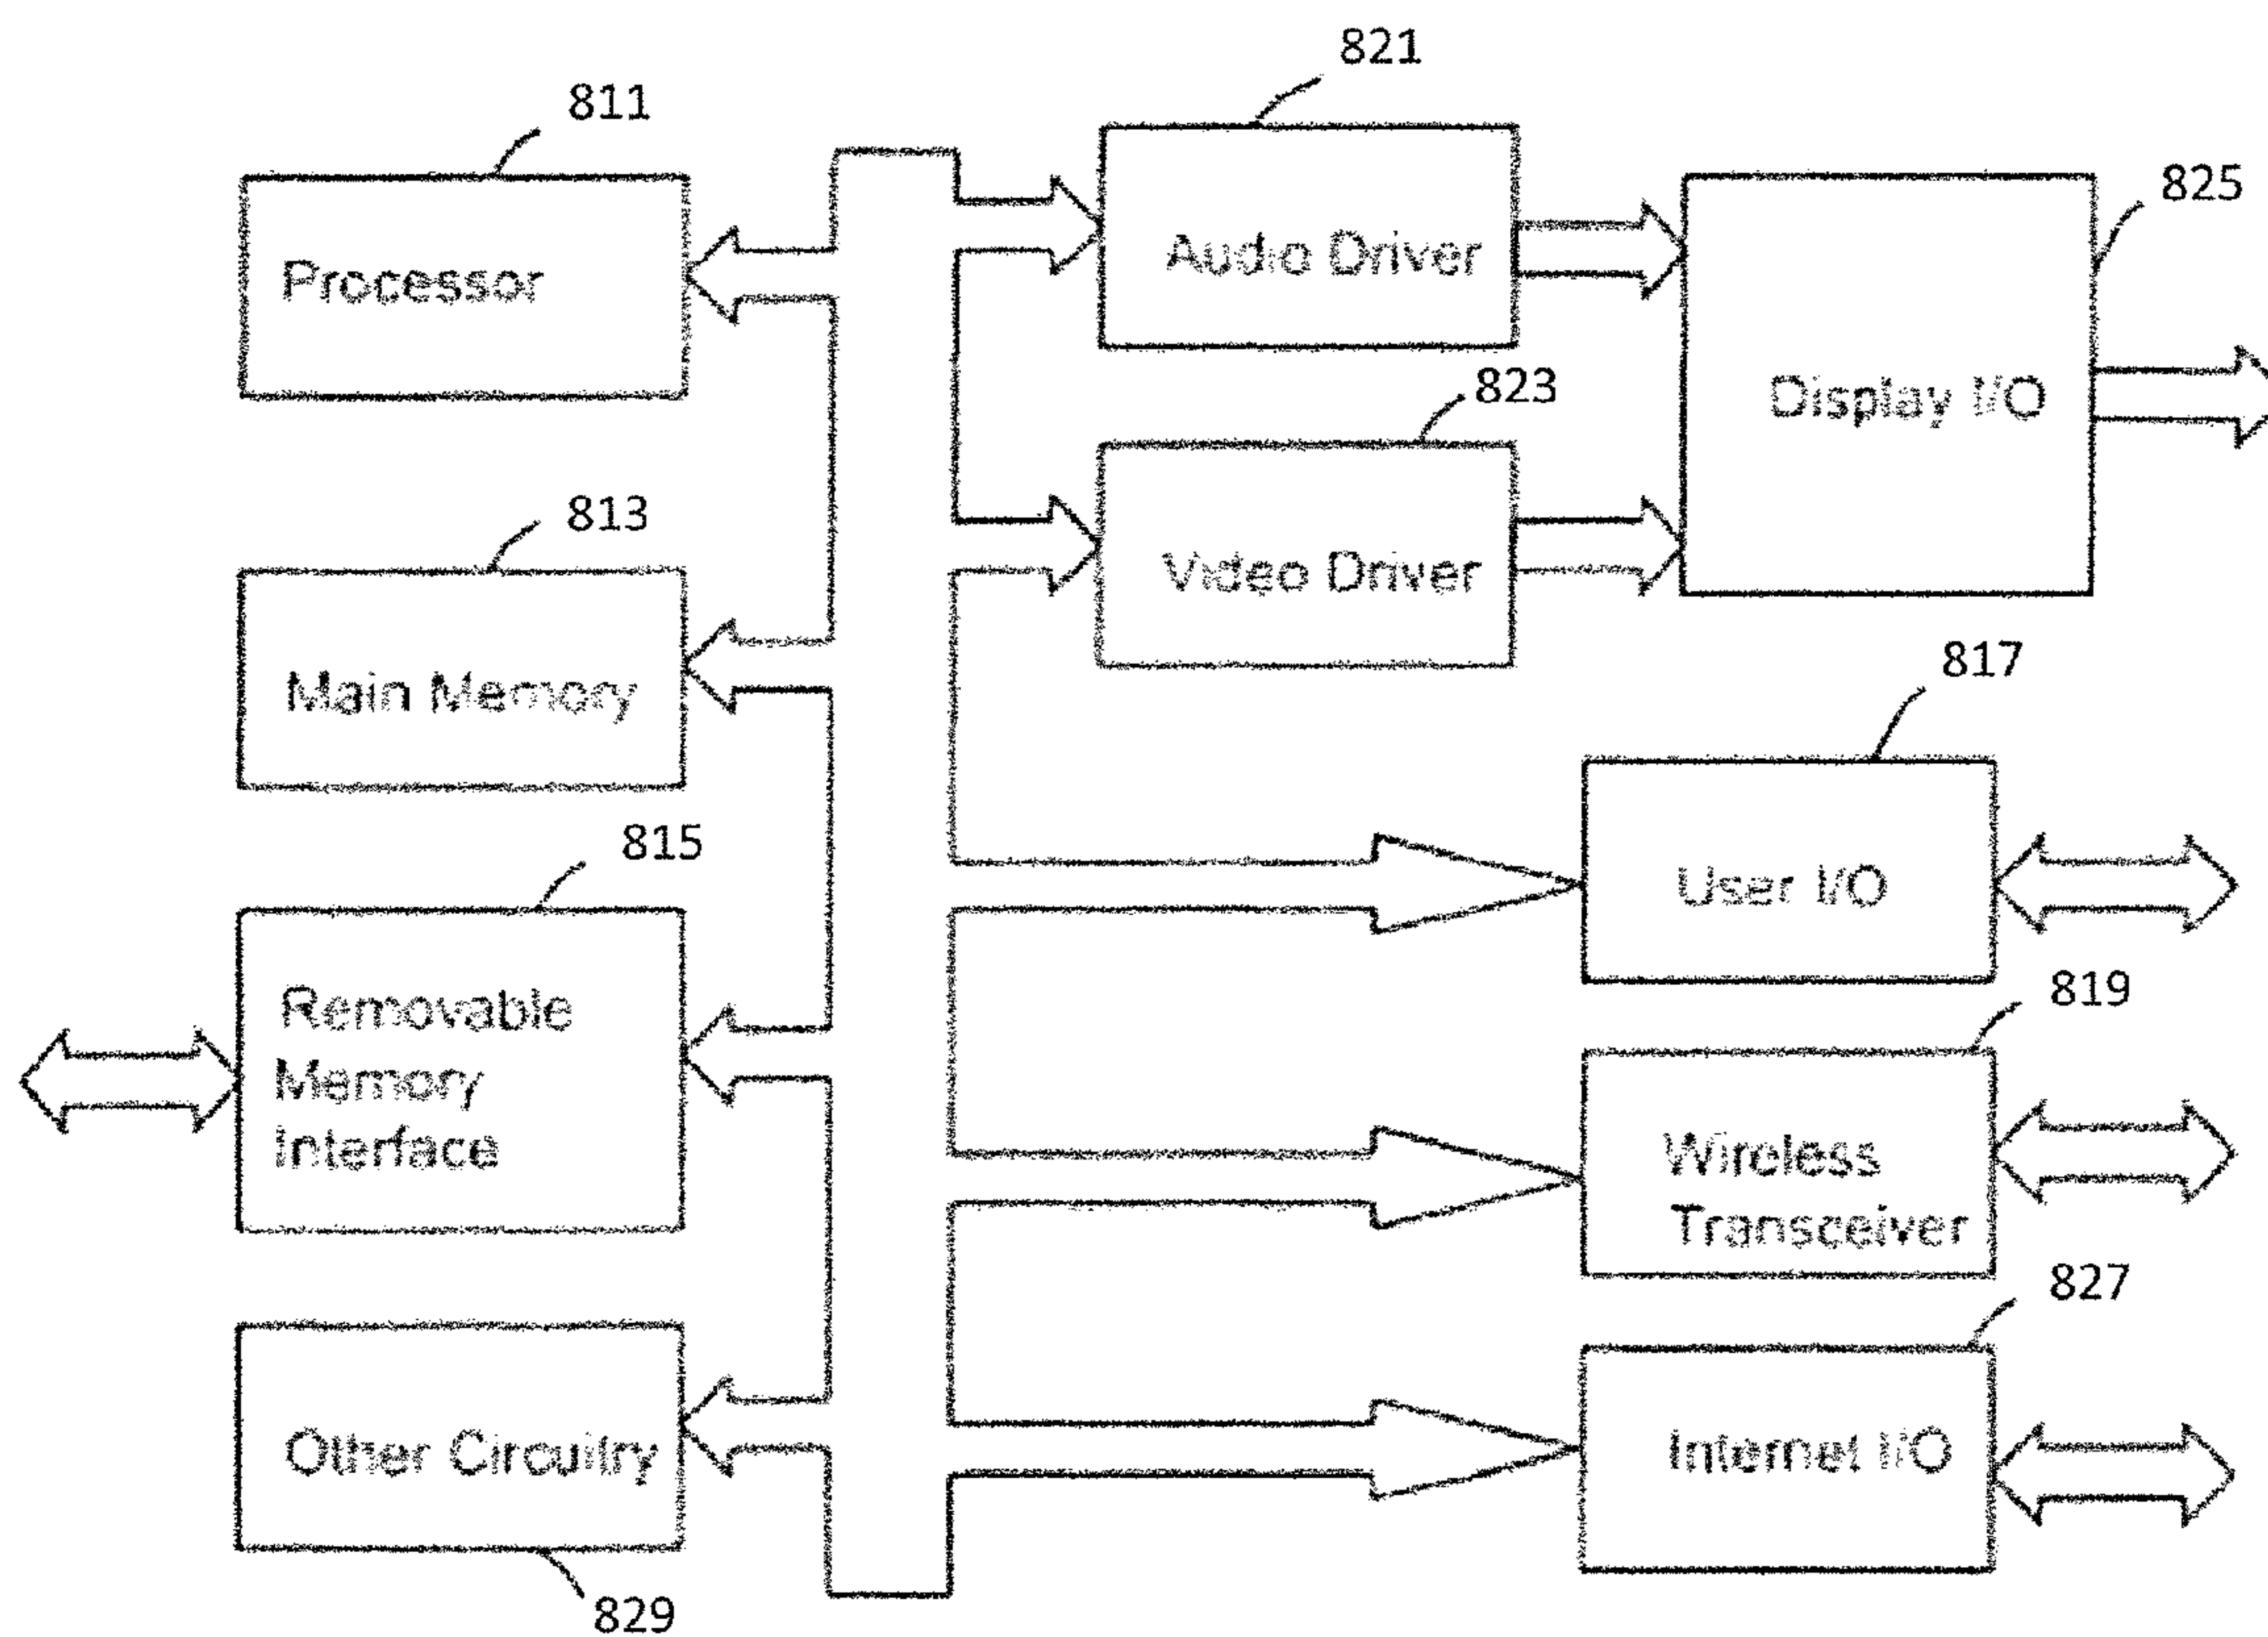 821
811
825
Processor
Audio Driver
Display I/O
823
813
Main Memory
Video Driver
817
815
User I/O
819
Removable
Memory
Interface
Wireless
Transceiver
827
Other Circuitry
Internet I/O
829